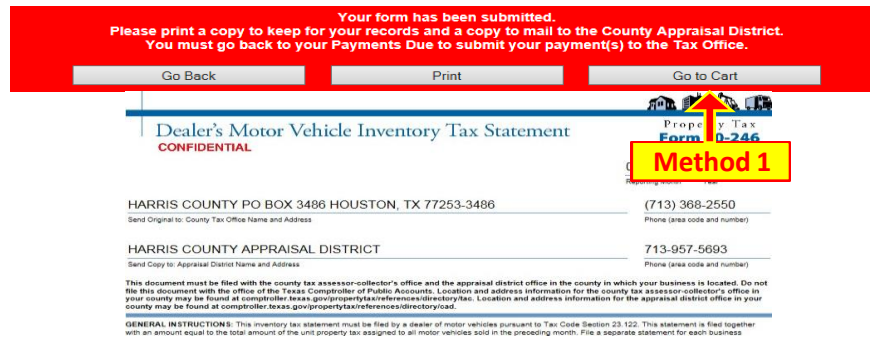 Your form has been submitted.
Please print a copy to keep for your records and a copy to mail to the County Appraisal District.
You must go back to your Payments Due to submit your payment(s) to the Tax Office.
Go Back Print Go to Cart
Dealer's Motor Vehicle Inventory Tax Statement
CONFIDENTIAL
Property Tax
Form -246
Method 1
Reporting Month Year
HARRIS COUNTY PO BOX 3486 HOUSTON, TX 77253-3486 (713) 368-2550
Send Original to: County Tax Office Name and Address Phone (area code and number)
HARRIS COUNTY APPRAISAL DISTRICT 713-957-5693
Send Copy to: Appraisal District Name and Address Phone (area code and number)
This document must be filed with the county tax assessor-collector's office and the appraisal district office in the county in which your business is located. Do not
file this document with the office of the Texas Comptroller of Public Accounts. Location and address information for the county tax assessor-collector's office in
your county may be found at comptroller.texas.gov/propertytax/references/directory/tac. Location and address information for the appraisal district office in your
county may be found at comptroller.texas.gov/propertytax/references/directory/cad.
GENERAL INSTRUCTIONS: This inventory tax statement must be filed by a dealer of motor vehicles pursuant to Tax Code Section 23.122. This statement is filed together
with an amount equal to the total amount of the unit property tax assigned to all motor vehicles sold in the preceding month. File a separate statement for each business